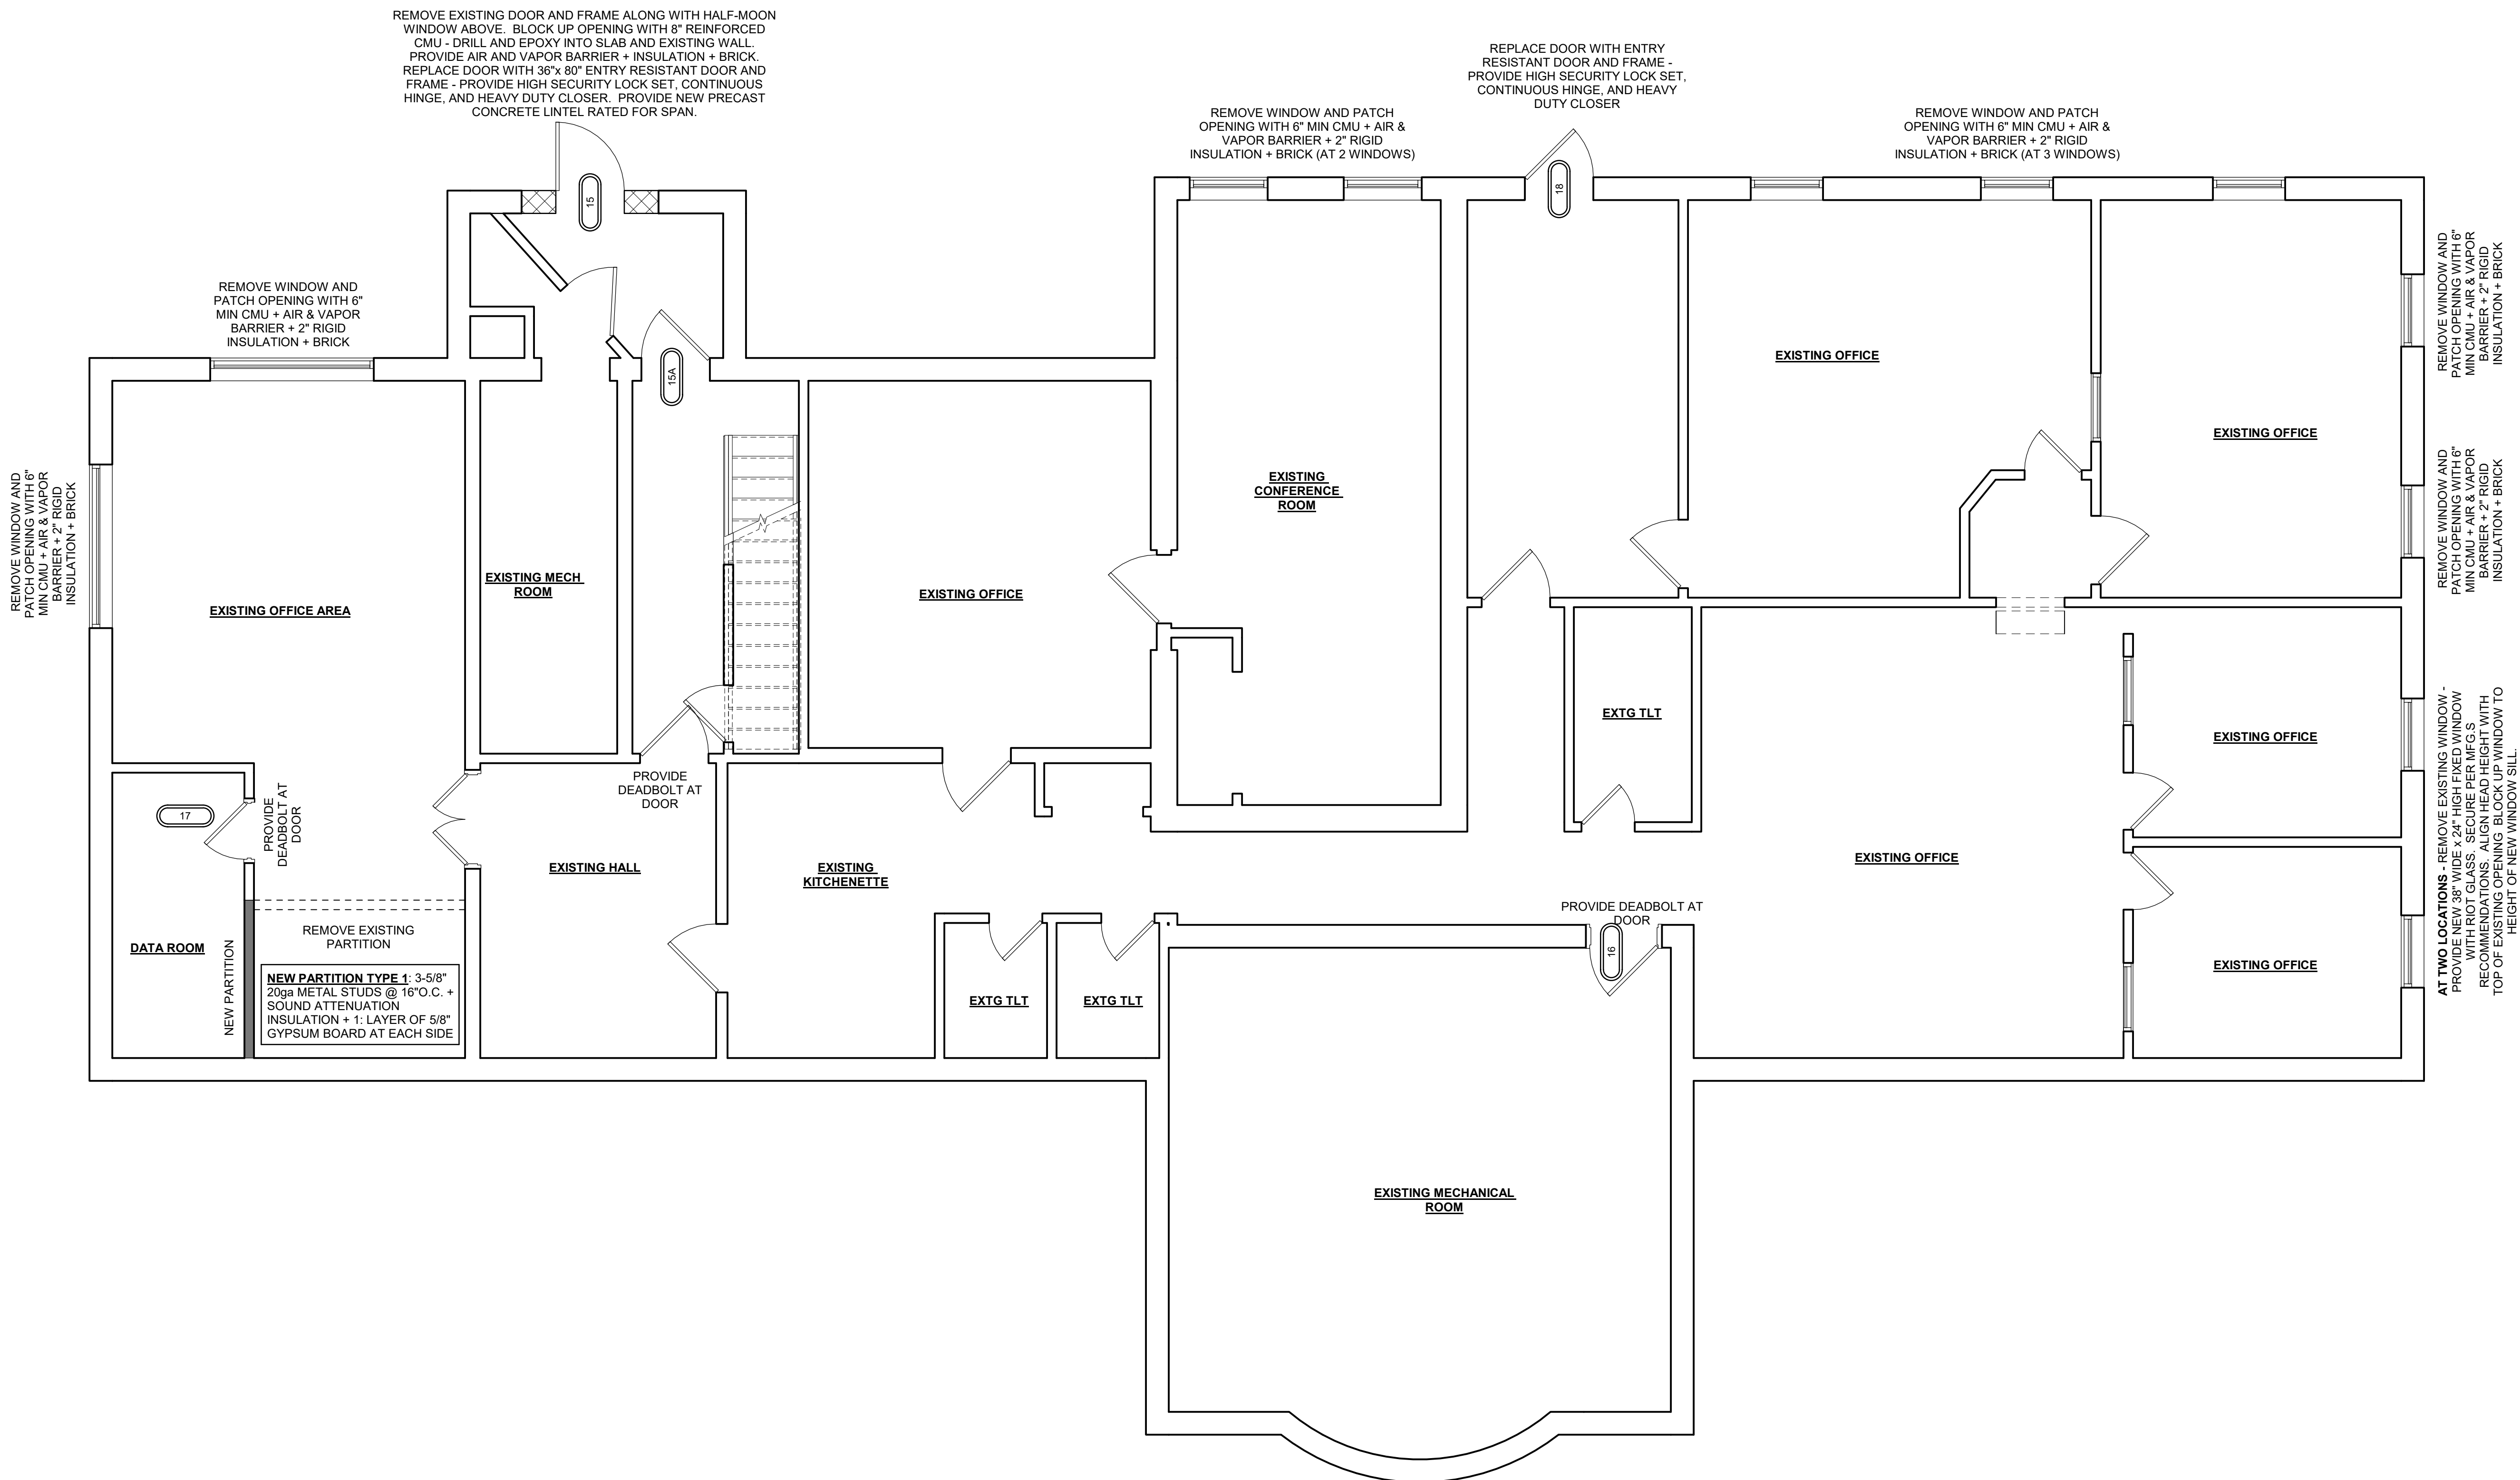 REMOVE EXISTING DOOR AND FRAME ALONG WITH HALF-MOON
WINDOW ABOVE. BLOCK UP OPENING WITH 8" REINFORCED
CMU - DRILL AND EPOXY INTO SLAB AND EXISTING WALL.
PROVIDE AIR AND VAPOR BARRIER + INSULATION + BRICK.
REPLACE DOOR WITH 36"x 80" ENTRY RESISTANT DOOR AND
FRAME - PROVIDE HIGH SECURITY LOCK SET, CONTINUOUS
HINGE, AND HEAVY DUTY CLOSER. PROVIDE NEW PRECAST
CONCRETE LINTEL RATED FOR SPAN.
REPLACE DOOR WITH ENTRY
RESISTANT DOOR AND FRAME -
PROVIDE HIGH SECURITY LOCK SET,
CONTINUOUS HINGE, AND HEAVY
DUTY CLOSER
REMOVE WINDOW AND PATCH
OPENING WITH 6" MIN CMU + AIR &
VAPOR BARRIER + 2" RIGID
INSULATION + BRICK (AT 2 WINDOWS)
REMOVE WINDOW AND PATCH
OPENING WITH 6" MIN CMU + AIR &
VAPOR BARRIER + 2" RIGID
INSULATION + BRICK (AT 3 WINDOWS)
15
18
REMOVE WINDOW AND
PATCH OPENING WITH 6"
MIN CMU + AIR & VAPOR
BARRIER + 2" RIGID
INSULATION + BRICK
REMOVE WINDOW AND
PATCH OPENING WITH 6"
MIN CMU + AIR & VAPOR
BARRIER + 2" RIGID
INSULATION + BRICK
15A
EXISTING OFFICE
EXISTING OFFICE
REMOVE WINDOW AND
PATCH OPENING WITH 6"
MIN CMU + AIR & VAPOR
BARRIER + 2" RIGID
INSULATION + BRICK
EXISTING
CONFERENCE
ROOM
REMOVE WINDOW AND
PATCH OPENING WITH 6"
MIN CMU + AIR & VAPOR
BARRIER + 2" RIGID
INSULATION + BRICK
EXISTING MECH
ROOM
EXISTING OFFICE
EXISTING OFFICE AREA
EXTG TLT
EXISTING OFFICE
AT TWO LOCATIONS - REMOVE EXISTING WINDOW -
PROVIDE NEW 38" WIDE x 24" HIGH FIXED WINDOW
WITH RIOT GLASS. SECURE PER MFG.S
RECOMMENDATIONS. ALIGN HEAD HEIGHT WITH
TOP OF EXISTING OPENING BLOCK UP WINDOW TO
HEIGHT OF NEW WINDOW SILL.
PROVIDE
DEADBOLT AT
DOOR
17
PROVIDE
DEADBOLT AT
DOOR
EXISTING HALL
EXISTING
KITCHENETTE
EXISTING OFFICE
PROVIDE DEADBOLT AT
DOOR
16
REMOVE EXISTING
PARTITION
DATA ROOM
NEW PARTITION
NEW PARTITION TYPE 1: 3-5/8"
20ga METAL STUDS @ 16"O.C. +
SOUND ATTENUATION
INSULATION + 1: LAYER OF 5/8"
GYPSUM BOARD AT EACH SIDE
EXTG TLT
EXTG TLT
EXISTING OFFICE
EXISTING MECHANICAL
ROOM